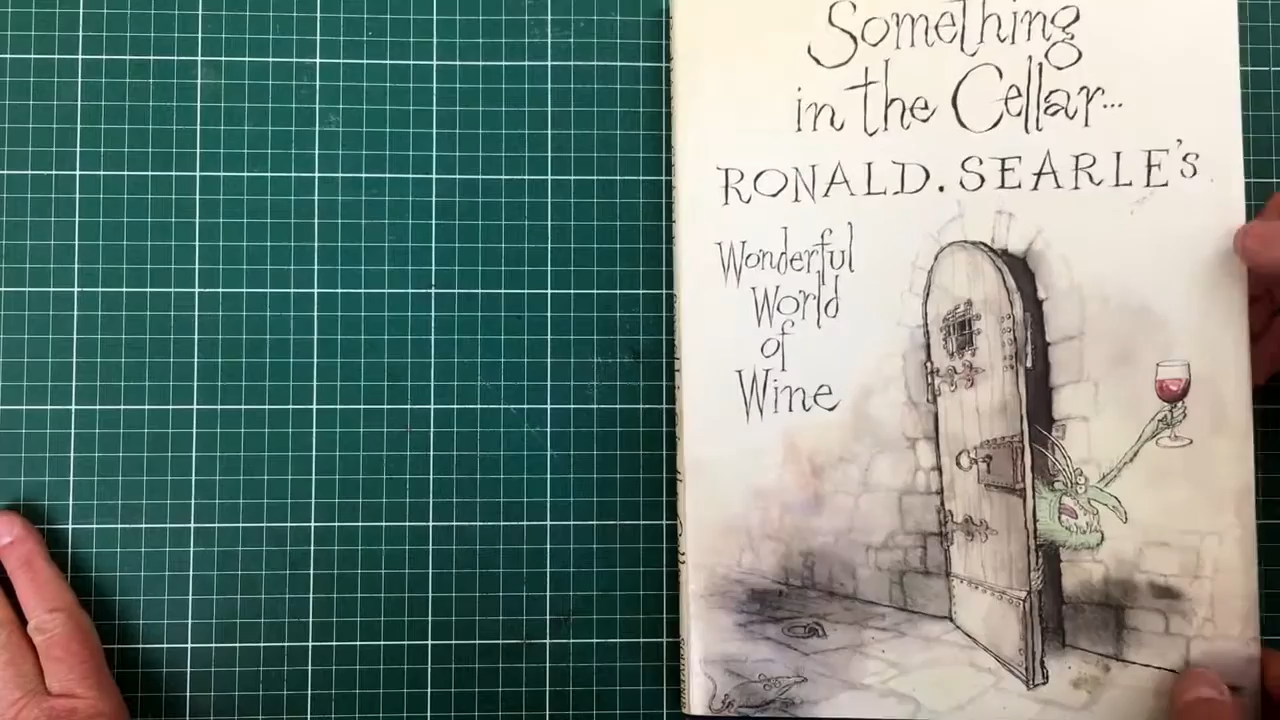 Something
in the Cellar...
RONALD. SEARLE'S
Wonderful
World
of
Wine